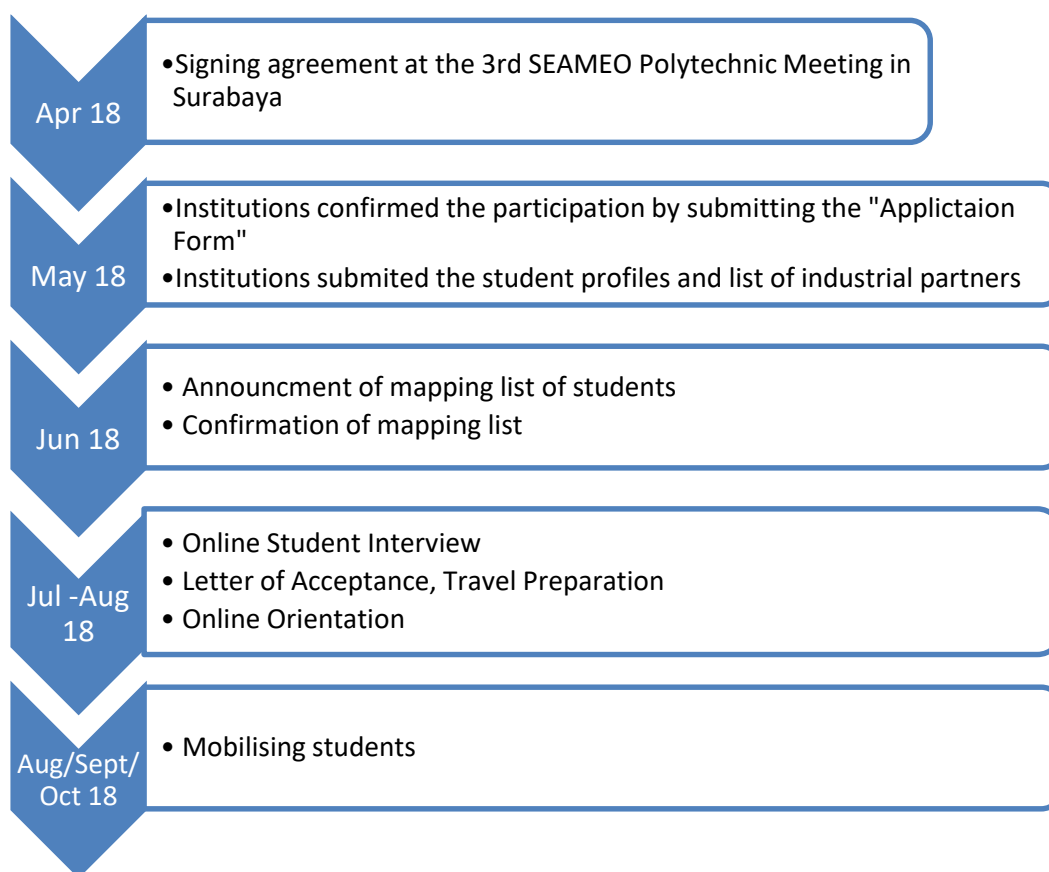 Apr 18
•Signing agreement at the 3rd SEAMEO Polytechnic Meeting in
Surabaya
May 18
•Institutions confirmed the participation by submitting the "Applictaion
Form"
•Institutions submited the student profiles and list of industrial partners
Jun 18
• Announcment of mapping list of students
• Confirmation of mapping list
Jul -Aug
18
• Online Student Interview
• Letter of Acceptance, Travel Preparation
• Online Orientation
Aug/Sept/
Oct 18
• Mobilising students